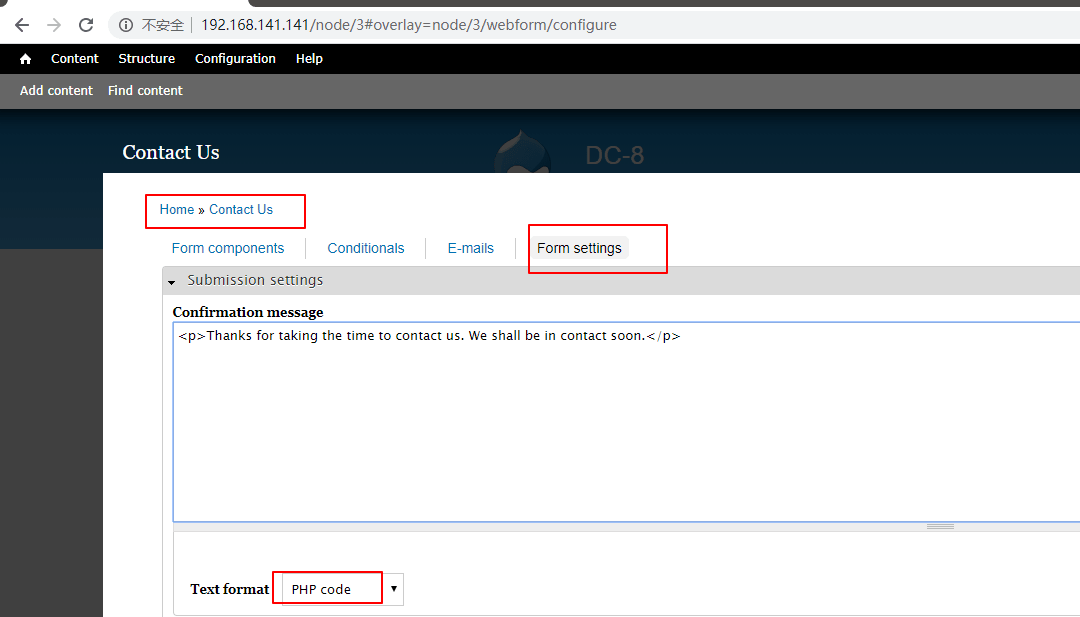 不安全 192.168.141.141/node/3#overlay=node/3/webform/configure
Content Structure Configuration Help
Add content Find content
Contact Us
DC-8
Home » Contact Us
Form components Conditionals E-mails Form settings
Submission settings
Confirmation message
<p>Thanks for taking the time to contact us. We shall be in contact soon.</p>
Text format PHP code